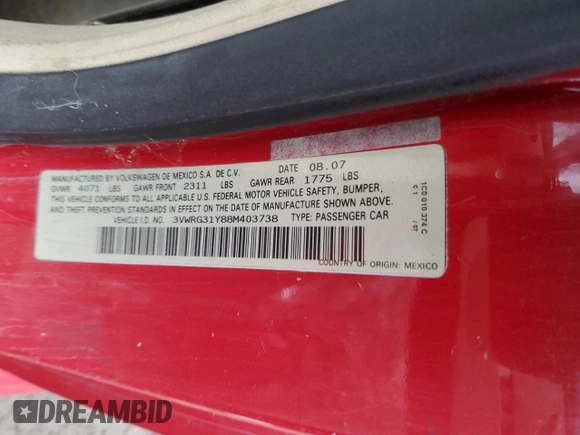 MANUFACTURED BY VOLKSWAGEN DE MEXICO S.A. DE C.V. DATE 08.07
GVWR 4071 LBS GAWR FRONT 2311 LBS GAWR REAR 1775 LBS
THIS VEHICLE CONFORMS TO ALL APPLICABLE U.S. FEDERAL MOTOR VEHICLE SAFETY, BUMPER,
AND THEFT PREVENTION STANDARDS IN EFFECT ON THE DATE OF MANUFACTURE SHOWN ABOVE.
VEHICLE I.D. NO. 3VWRG31Y88M403738 TYPE: PASSENGER CAR
COUNTRY OF ORIGIN: MEXICO
1C0 010 374 C
C 1 / 07
DREAMBID